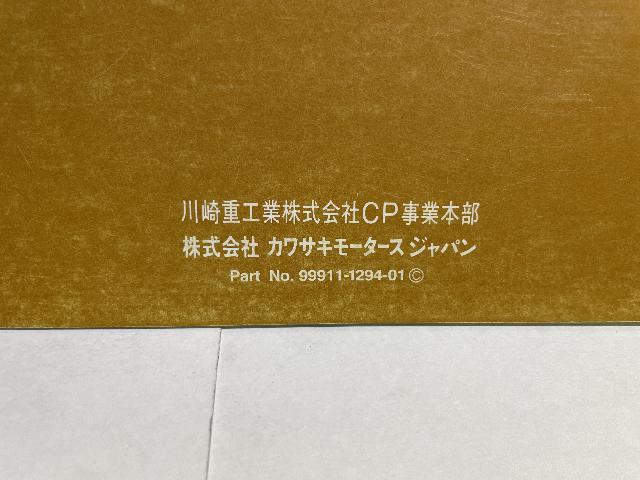 川崎重工業株式会社CP事業本部
株式会社 カワサキモータースジャパン
Part No. 99911-1294-01 ©